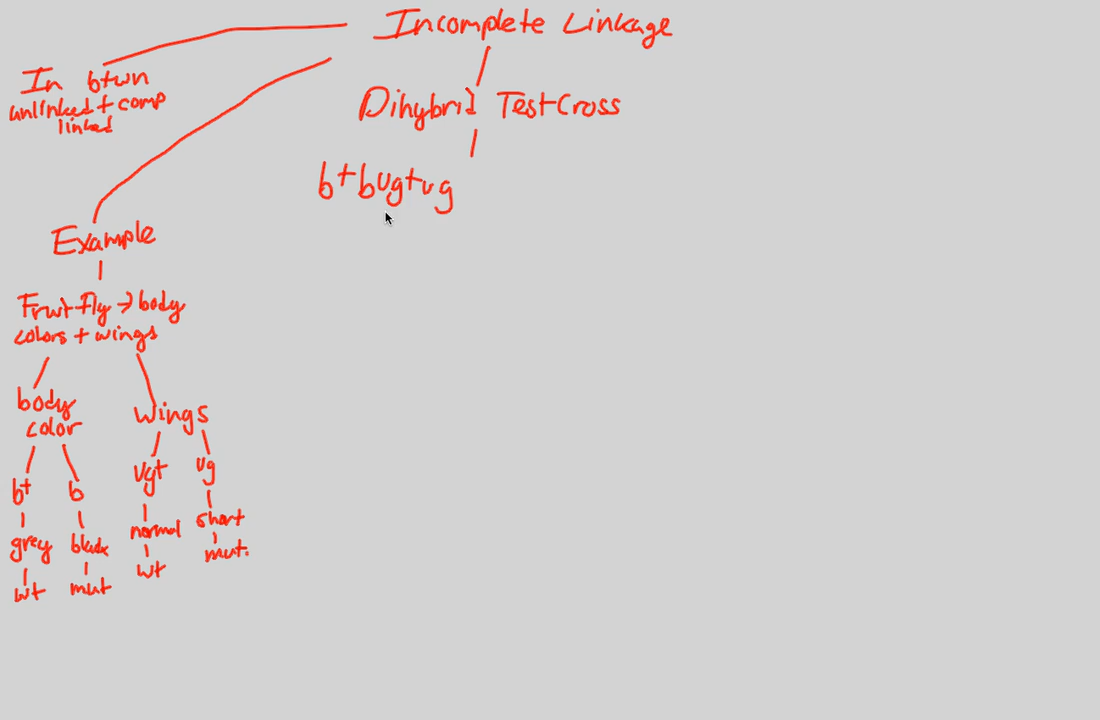 Incomplete Linkage
In btwn
unlinked + comp
linked
Dihybrid TestCross
b+bvg+vg
Example
Fruit Fly → body
colors + wings
body
color
Wings
b+ b
vg+ vg
grey black
normal short
wt mut
wt mut.